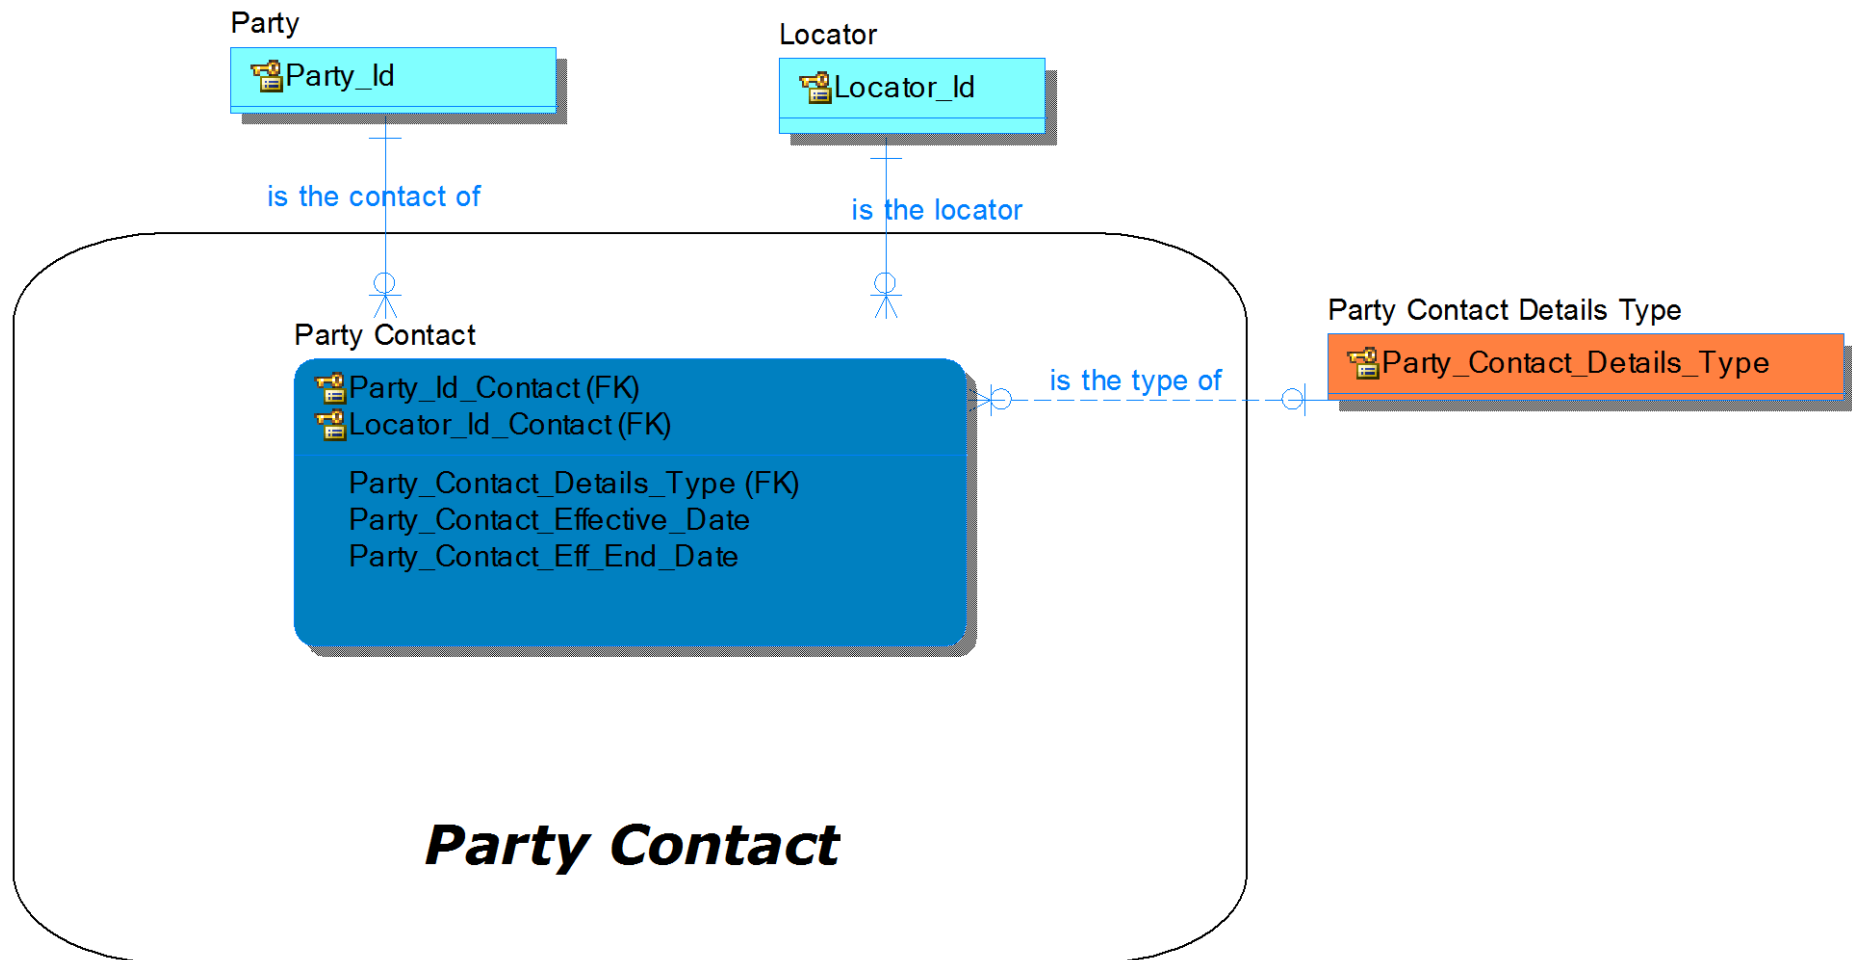 Party
Party_Id
Locator
Locator_Id
is the contact of
is the locator
Party Contact
Party_Id_Contact (FK)
Locator_Id_Contact (FK)
Party_Contact_Details_Type (FK)
Party_Contact_Effective_Date
Party_Contact_Eff_End_Date
is the type of
Party Contact Details Type
Party_Contact_Details_Type
Party Contact